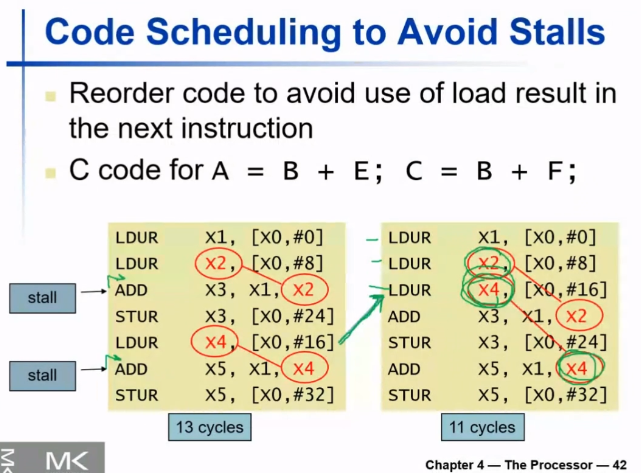 Code Scheduling to Avoid Stalls
Reorder code to avoid use of load result in
the next instruction
C code for A = B + E; C = B + F;
LDUR X1, [X0,#0]
LDUR X2, [X0,#8]
stall
ADD X3, X1, X2
STUR X3, [X0,#24]
LDUR X4, [X0,#16]
stall
ADD X5, X1, X4
STUR X5, [X0,#32]
13 cycles
LDUR X1, [X0,#0]
LDUR X2, [X0,#8]
LDUR X4, [X0,#16]
ADD X3, X1, X2
STUR X3, [X0,#24]
ADD X5, X1, X4
STUR X5, [X0,#32]
11 cycles
MK
MK
Chapter 4 — The Processor — 42